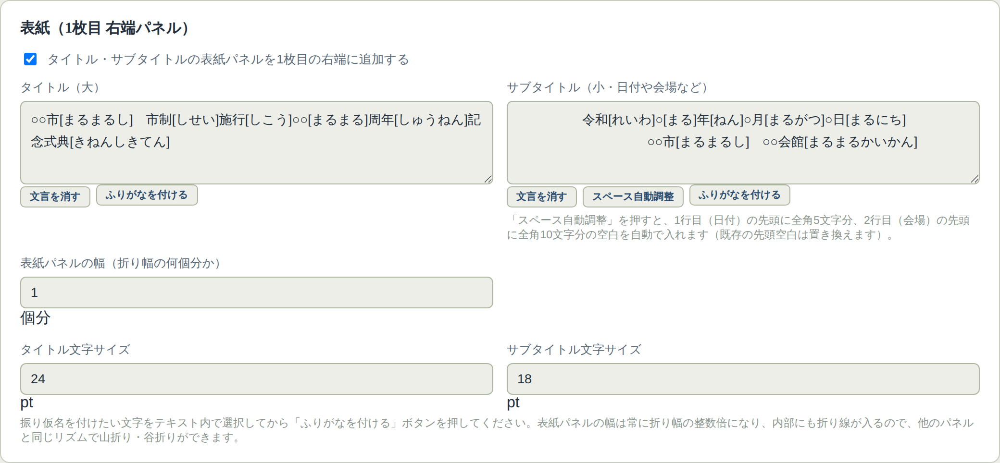 表紙（1枚目 右端パネル）
タイトル・サブタイトルの表紙パネルを1枚目の右端に追加する
タイトル（大）
○○市[まるまるし]　市制[しせい]施行[しこう]○○[まるまる]周年[しゅうねん]記
念式典[きねんしきてん]
文言を消す
ふりがなを付ける
サブタイトル（小・日付や会場など）
令和[れいわ]○[まる]年[ねん]○月[まるがつ]○日[まるにち]
○○市[まるまるし]　○○会館[まるまるかいかん]
文言を消す
スペース自動調整
ふりがなを付ける
「スペース自動調整」を押すと、1行目（日付）の先頭に全角5文字分、2行目（会場）の先頭
に全角10文字分の空白を自動で入れます（既存の先頭空白は置き換えます）。
表紙パネルの幅（折り幅の何個分か）
1
個分
タイトル文字サイズ
24
pt
サブタイトル文字サイズ
18
pt
振り仮名を付けたい文字をテキスト内で選択してから「ふりがなを付ける」ボタンを押してください。表紙パネルの幅は常に折り幅の整数倍になり、内部にも折り線が入るので、他のパネル
と同じリズムで山折り・谷折りができます。